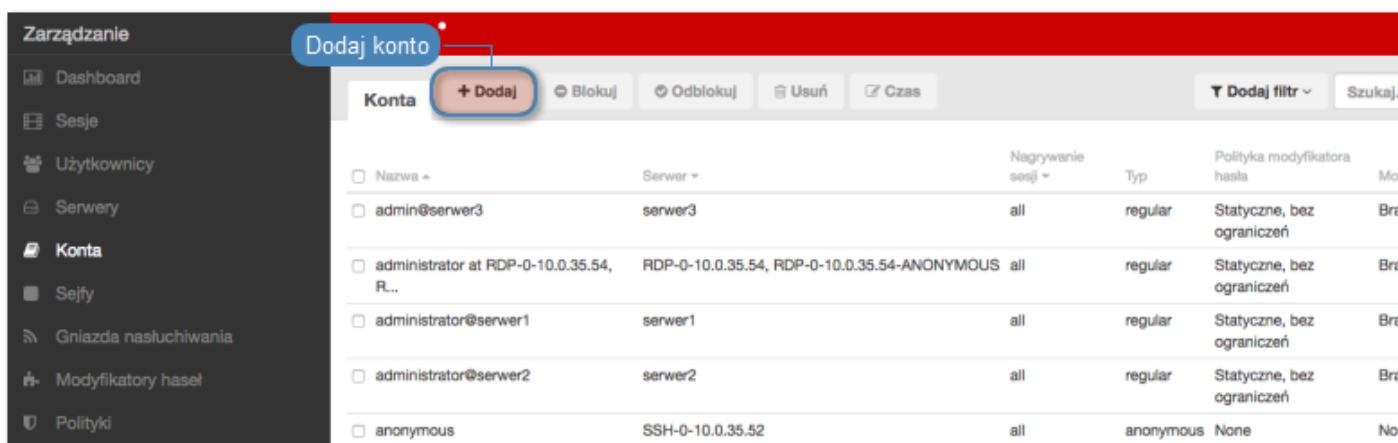 Zarządzanie
Dodaj konto
Dashboard
Sesje
Użytkownicy
Serwery
Konta
Sejfy
Gniazda nasłuchiwania
Modyfikatory haseł
Polityki
Konta
+ Dodaj
Blokuj
Odblokuj
Usuń
Czas
Dodaj filtr
Szukaj.
Nazwa
Serwer
Nagrywanie
sesji
Typ
Polityka modyfikatora
hasła
admin@serwer3 serwer3 all regular Statyczne, bez
ograniczeń
administrator at RDP-0-10.0.35.54, RDP-0-10.0.35.54, RDP-0-10.0.35.54-ANONYMOUS all regular Statyczne, bez
R... ograniczeń
administrator@serwer1 serwer1 all regular Statyczne, bez
ograniczeń
administrator@serwer2 serwer2 all regular Statyczne, bez
ograniczeń
anonymous SSH-0-10.0.35.52 all anonymous None